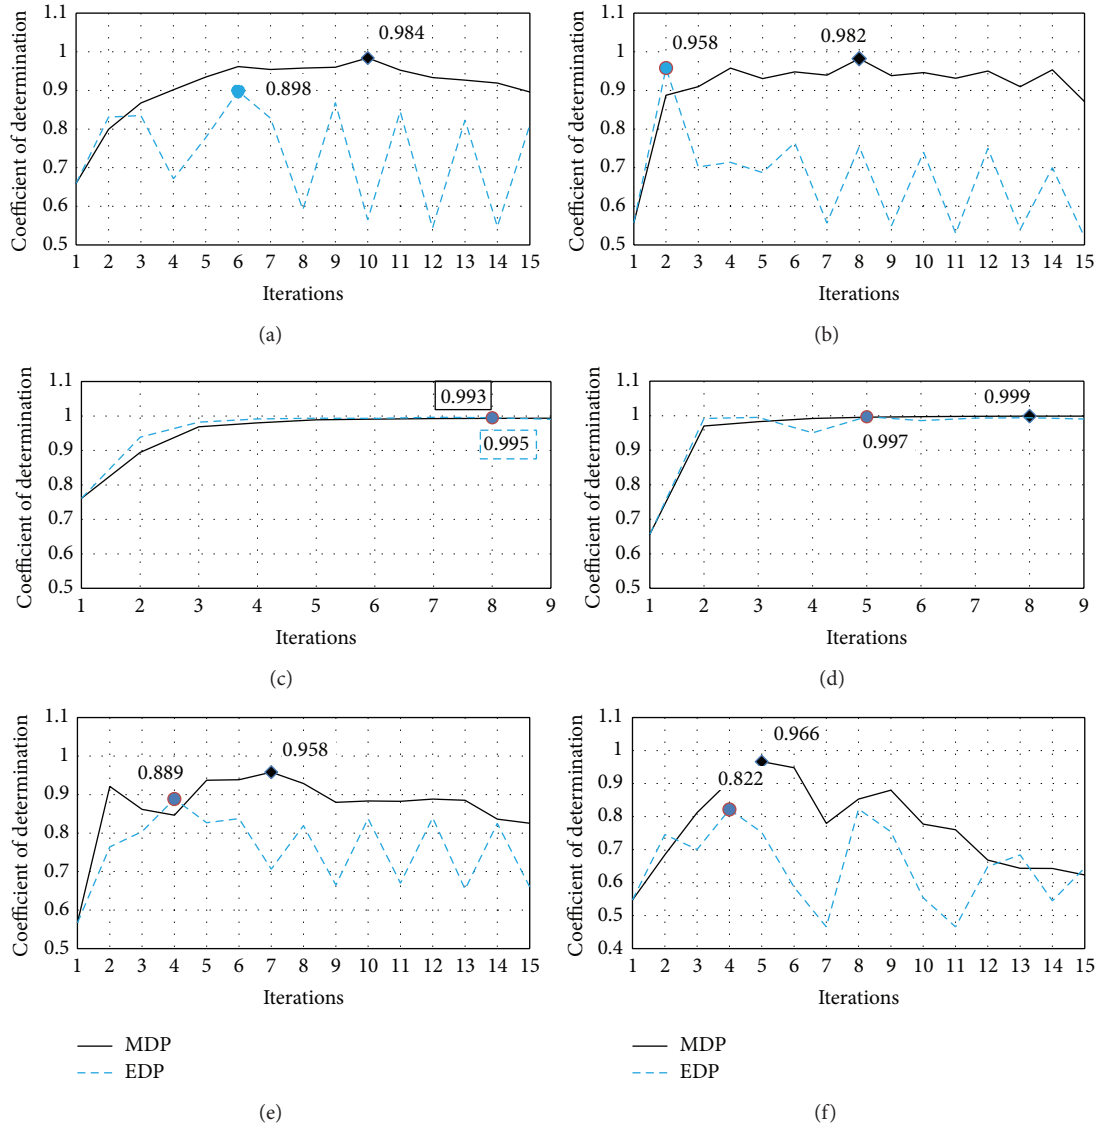 Coefficient of determination
1.1
1
0.9
0.8
0.7
0.6
0.5
0.984
0.898
1 2 3 4 5 6 7 8 9 10 11 12 13 14 15
Iterations
(a)
Coefficient of determination
1.1
1
0.9
0.8
0.7
0.6
0.5
0.958
0.982
1 2 3 4 5 6 7 8 9 10 11 12 13 14 15
Iterations
(b)
Coefficient of determination
1.1
1
0.9
0.8
0.7
0.6
0.5
0.993
0.995
1 2 3 4 5 6 7 8 9
Iterations
(c)
Coefficient of determination
1.1
1
0.9
0.8
0.7
0.6
0.5
0.999
0.997
1 2 3 4 5 6 7 8 9
Iterations
(d)
Coefficient of determination
1.1
1
0.9
0.8
0.7
0.6
0.5
0.889
0.958
1 2 3 4 5 6 7 8 9 10 11 12 13 14 15
Iterations
MDP
EDP
(e)
Coefficient of determination
1.1
1
0.9
0.8
0.7
0.6
0.5
0.4
0.966
0.822
1 2 3 4 5 6 7 8 9 10 11 12 13 14 15
Iterations
MDP
EDP
(f)